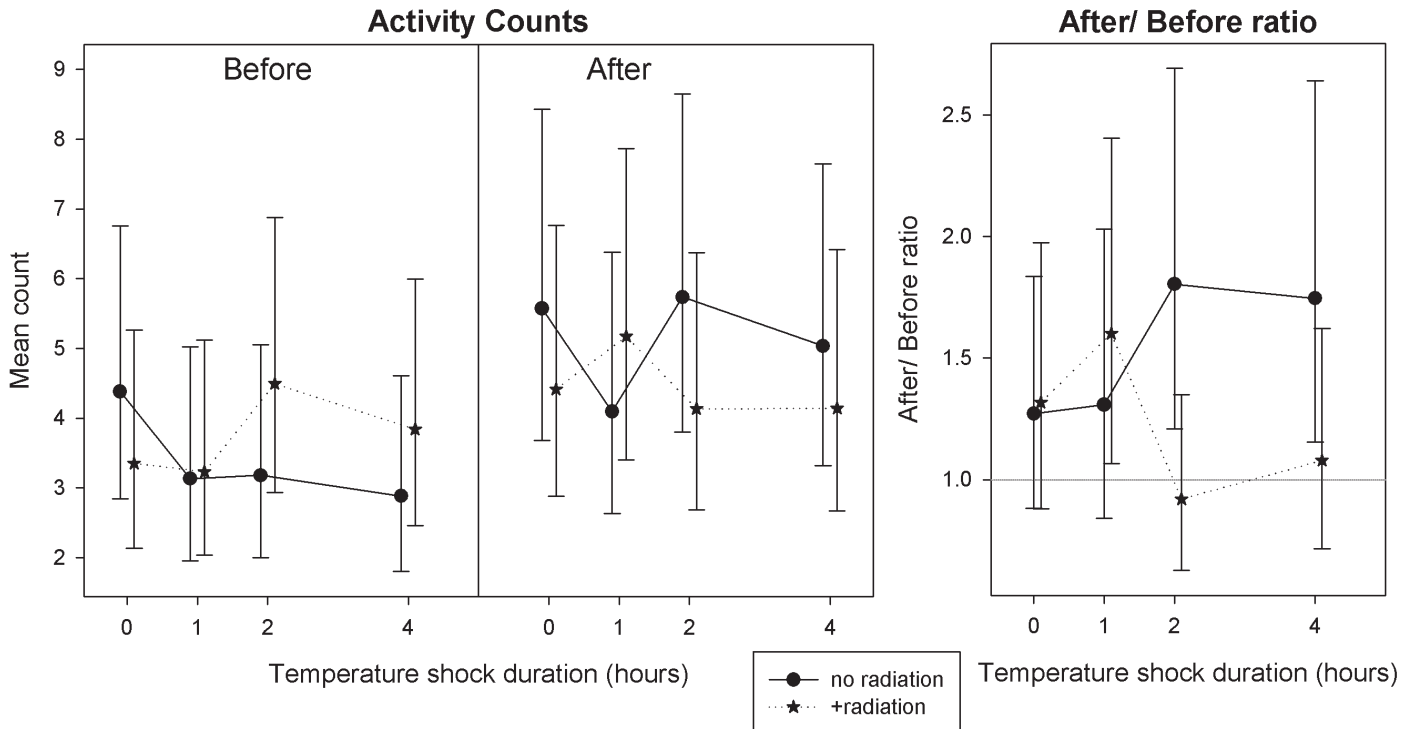 Activity Counts
After/ Before ratio
Before
After
9
8
7
6
5
4
3
2
Mean count
0 1 2 4
0 1 2 4
Temperature shock duration (hours)
2.5
2.0
1.5
1.0
After/ Before ratio
0 1 2 4
Temperature shock duration (hours)
no radiation
+radiation